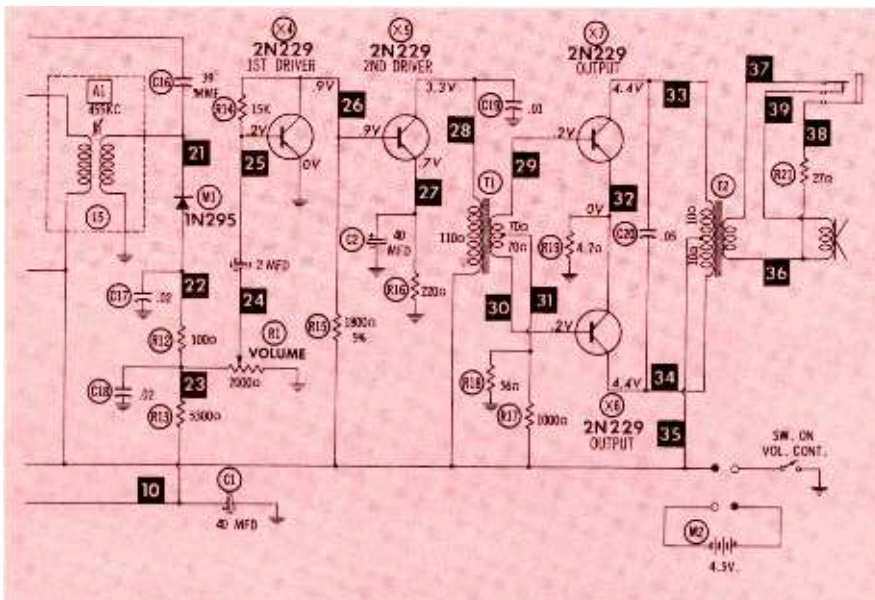 X4
2N229
1ST DRIVER
X5
2N229
2ND DRIVER
X7
2N229
OUTPUT
A1
455KC
C16
39
MMF
R14
15K
.9V
26
3.3V
C19
.01
4.4V
33
37
39
38
21
.2V
25
.9V
28
.2V
29
R21
27Ω
M1
1N295
0V
.7V
27
T1
32
T2
L5
C2
40
MFD
110Ω
70Ω
70Ω
0V
R19
4.7Ω
C20
.05
10Ω
10Ω
C17
.02
22
2 MFD
24
R16
220Ω
30
31
36
R12
100Ω
R1
VOLUME
R15
1800Ω
5%
.2V
C18
.02
23
2000Ω
R18
56Ω
4.4V
34
R13
R17
1000Ω
X6
2N229
OUTPUT
35
SW. ON
VOL. CONT.
10
C1
40 MFD
M2
4.5V.